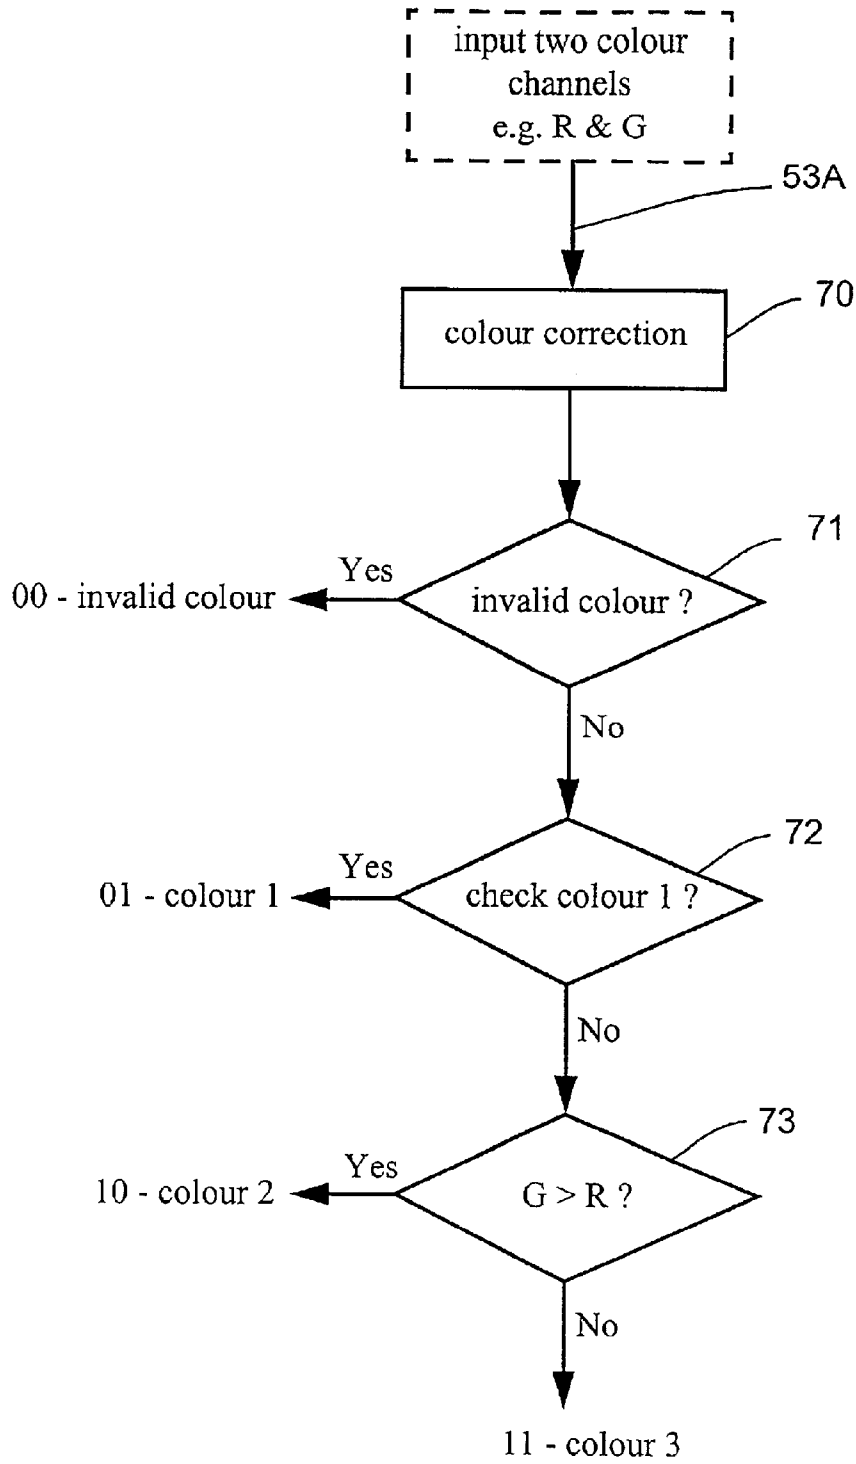 input two colour
channels
e.g. R & G
53A
70
colour correction
71
Yes
00 - invalid colour
invalid colour ?
No
72
Yes
01 - colour 1
check colour 1 ?
No
73
Yes
10 - colour 2
G > R ?
No
11 - colour 3